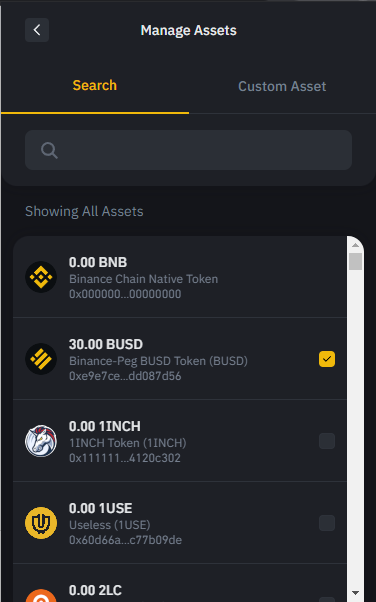 Manage Assets
Search
Custom Asset
Showing All Assets
0.00 BNB
Binance Chain Native Token
0x000000...00000000
30.00 BUSD
Binance-Peg BUSD Token (BUSD)
0xe9e7ce...dd087d56
0.00 1INCH
1INCH Token (1INCH)
0x111111...4120c302
0.00 1USE
Useless (1USE)
0x60d66a...c77b09de
0.00 2LC